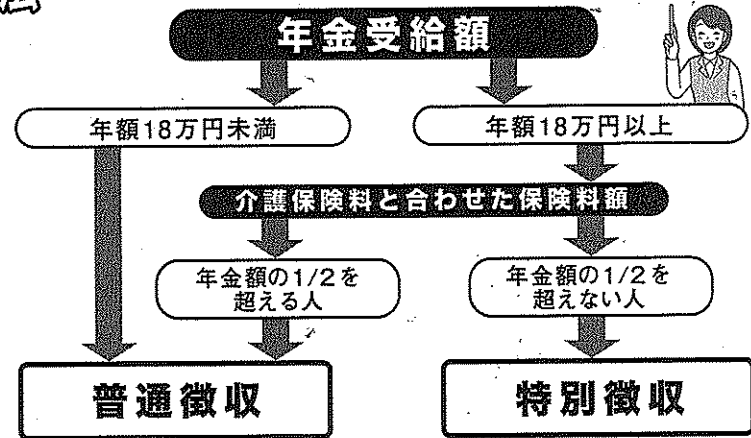 年金受給額
年額18万円未満
年額18万円以上
介護保険料と合わせた保険料額
年金額の1/2を
超える人
年金額の1/2を
超えない人
普通徴収
特別徴収